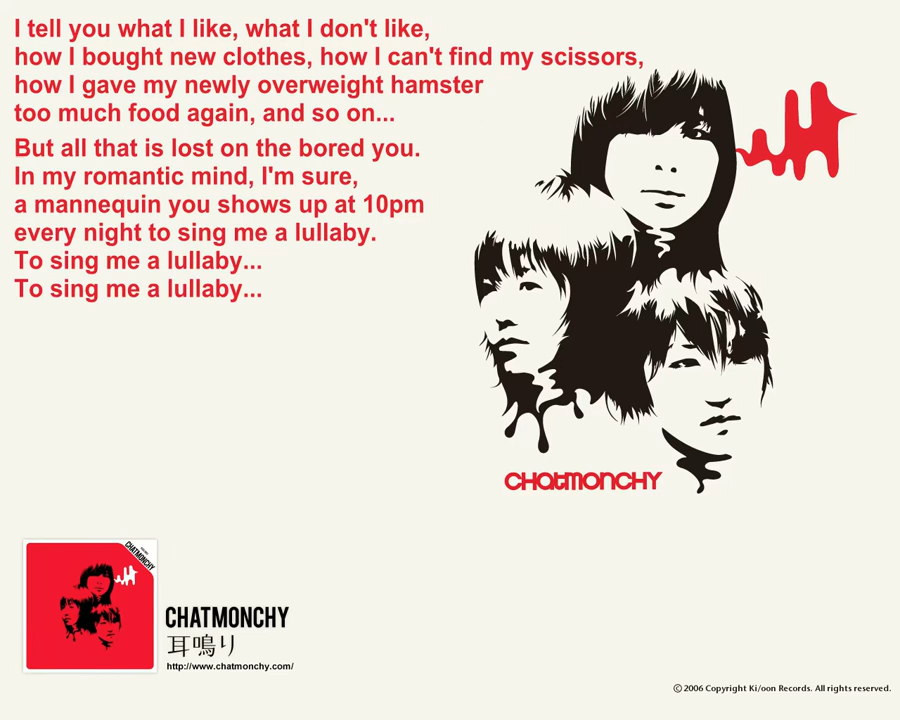 I tell you what I like, what I don't like,
how I bought new clothes, how I can't find my scissors,
how I gave my newly overweight hamster
too much food again, and so on...
But all that is lost on the bored you.
In my romantic mind, I'm sure,
a mannequin you shows up at 10pm
every night to sing me a lullaby.
To sing me a lullaby...
To sing me a lullaby...
CHATMONCHY
CHATMONCHY
CHATMONCHY
耳鳴り
http://www.chatmonchy.com/
© 2006 Copyright Ki/oon Records. All rights reserved.